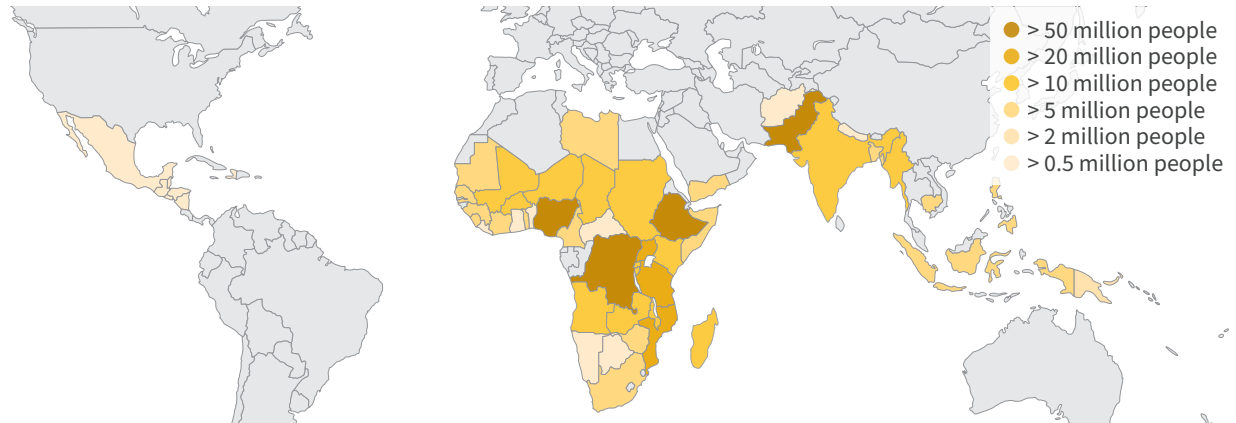 > 50 million people
> 20 million people
> 10 million people
> 5 million people
> 2 million people
> 0.5 million people